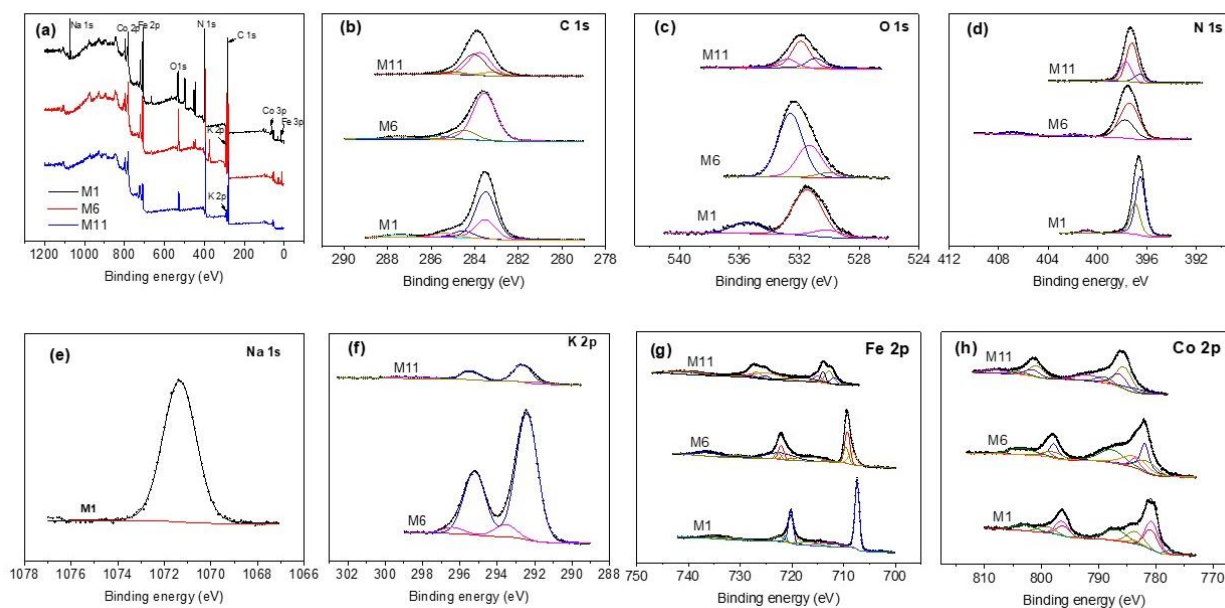 (a)
Na 1s
Co 2p
Fe 2p
N 1s
C 1s
O1s
Co 3p
Fe 3p
K 2p
K 2p
M1
M6
M11
1200 1000 800 600 400 200 0
Binding energy (eV)
(b)
C 1s
M11
M6
M1
290 288 286 284 282 280 278
Binding energy (eV)
(c)
O 1s
M11
M6
M1
540 536 532 528 524
Binding energy (eV)
(d)
N 1s
M11
M6
M1
412 408 404 400 396 392
Binding energy, eV
(e)
Na 1s
M1
1078 1076 1074 1072 1070 1067 1066
Binding energy (eV)
(f)
K 2p
M11
M6
302 300 298 296 294 292 290 288
Binding energy (eV)
(g)
Fe 2p
M11
M6
M1
750 740 730 720 710 700
Binding energy (eV)
(h)
Co 2p
M11
M6
M1
810 800 790 780 770
Binding energy (eV)